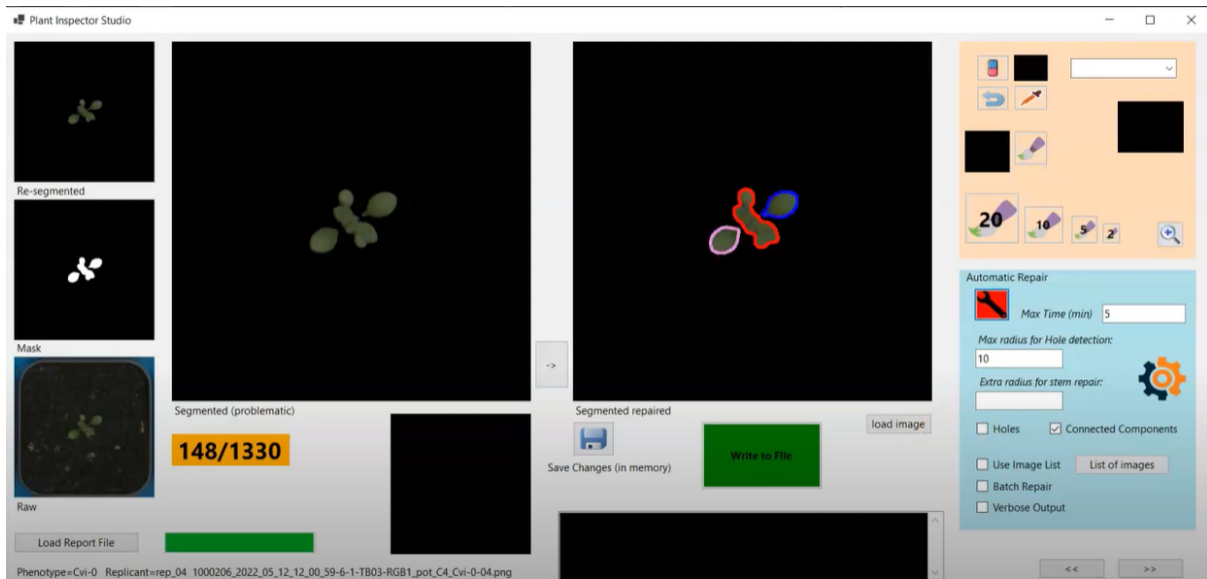 Plant Inspector Studio
Re-segmented
Mask
Raw
Load Report File
Segmented (problematic)
148/1330
->
Segmented repaired
Save Changes (in memory)
Write to File
load image
20
10
5
2
Automatic Repair
Max Time (min) 5
Max radius for Hole detection:
10
Extra radius for stem repair:
Holes
Connected Components
Use Image List
List of images
Batch Repair
Verbose Output
Phenotype=Cvi-0 Replicant=rep_04 1000206_2022_05_12_12_00_59-6-1-TB03-RGB1_pot_C4_Cvi-0-04.png
<< >>